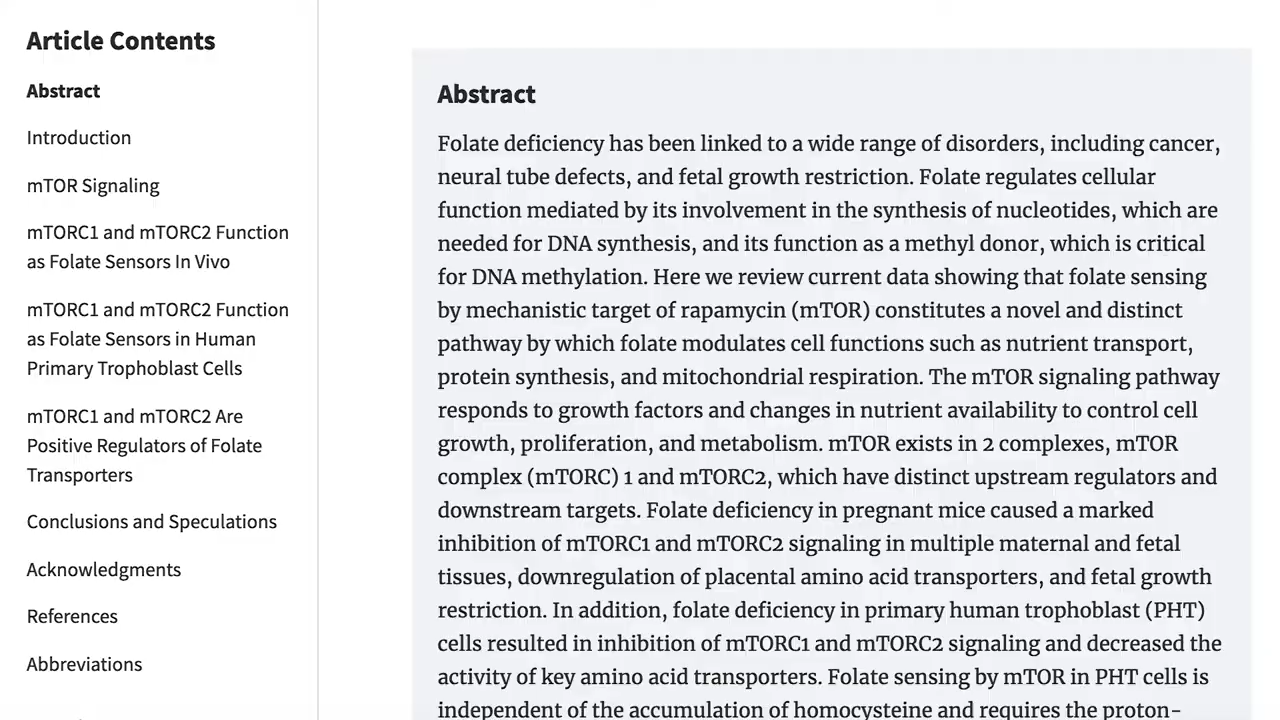 Article Contents
Abstract
Introduction
mTOR Signaling
mTORC1 and mTORC2 Function
as Folate Sensors In Vivo
mTORC1 and mTORC2 Function
as Folate Sensors in Human
Primary Trophoblast Cells
mTORC1 and mTORC2 Are
Positive Regulators of Folate
Transporters
Conclusions and Speculations
Acknowledgments
References
Abbreviations
Abstract
Folate deficiency has been linked to a wide range of disorders, including cancer,
neural tube defects, and fetal growth restriction. Folate regulates cellular
function mediated by its involvement in the synthesis of nucleotides, which are
needed for DNA synthesis, and its function as a methyl donor, which is critical
for DNA methylation. Here we review current data showing that folate sensing
by mechanistic target of rapamycin (mTOR) constitutes a novel and distinct
pathway by which folate modulates cell functions such as nutrient transport,
protein synthesis, and mitochondrial respiration. The mTOR signaling pathway
responds to growth factors and changes in nutrient availability to control cell
growth, proliferation, and metabolism. mTOR exists in 2 complexes, mTOR
complex (mTORC) 1 and mTORC2, which have distinct upstream regulators and
downstream targets. Folate deficiency in pregnant mice caused a marked
inhibition of mTORC1 and mTORC2 signaling in multiple maternal and fetal
tissues, downregulation of placental amino acid transporters, and fetal growth
restriction. In addition, folate deficiency in primary human trophoblast (PHT)
cells resulted in inhibition of mTORC1 and mTORC2 signaling and decreased the
activity of key amino acid transporters. Folate sensing by mTOR in PHT cells is
independent of the accumulation of homocysteine and requires the proton-